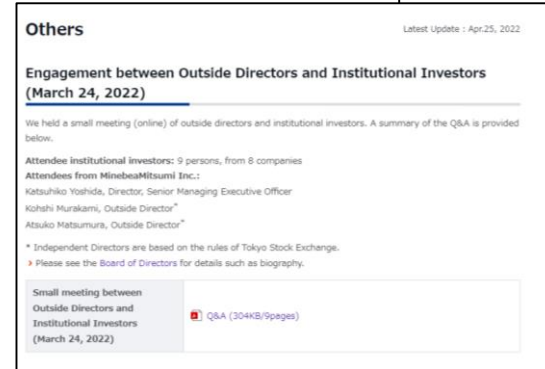 Others
Latest Update : Apr.25, 2022
Engagement between Outside Directors and Institutional Investors
(March 24, 2022)
We held a small meeting (online) of outside directors and institutional investors. A summary of the Q&A is provided
below.
Attendee institutional investors: 9 persons, from 8 companies
Attendees from MinebeaMitsumi Inc.:
Katsuhiko Yoshida, Director, Senior Managing Executive Officer
Kohshi Murakami, Outside Director*
Atsuko Matsumura, Outside Director*
* Independent Directors are based on the rules of Tokyo Stock Exchange.
> Please see the Board of Directors for details such as biography.
Small meeting between
Outside Directors and
Institutional Investors
(March 24, 2022)
Q&A (304KB/9pages)